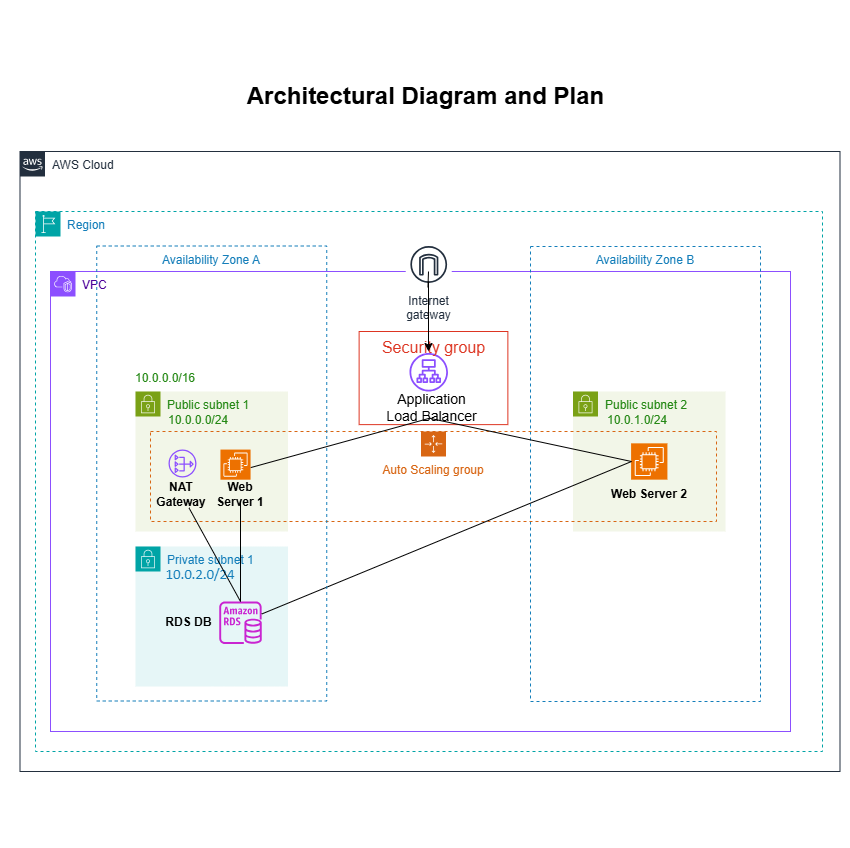 Architectural Diagram and Plan
aws
AWS Cloud
Region
Availability Zone A
Availability Zone B
VPC
Internet
gateway
Security group
Application
Load Balancer
10.0.0.0/16
Public subnet 1
10.0.0.0/24
Public subnet 2
10.0.1.0/24
Auto Scaling group
NAT
Gateway
Web
Server 1
Web Server 2
Private subnet 1
10.0.2.0/24
RDS DB
Amazon
RDS